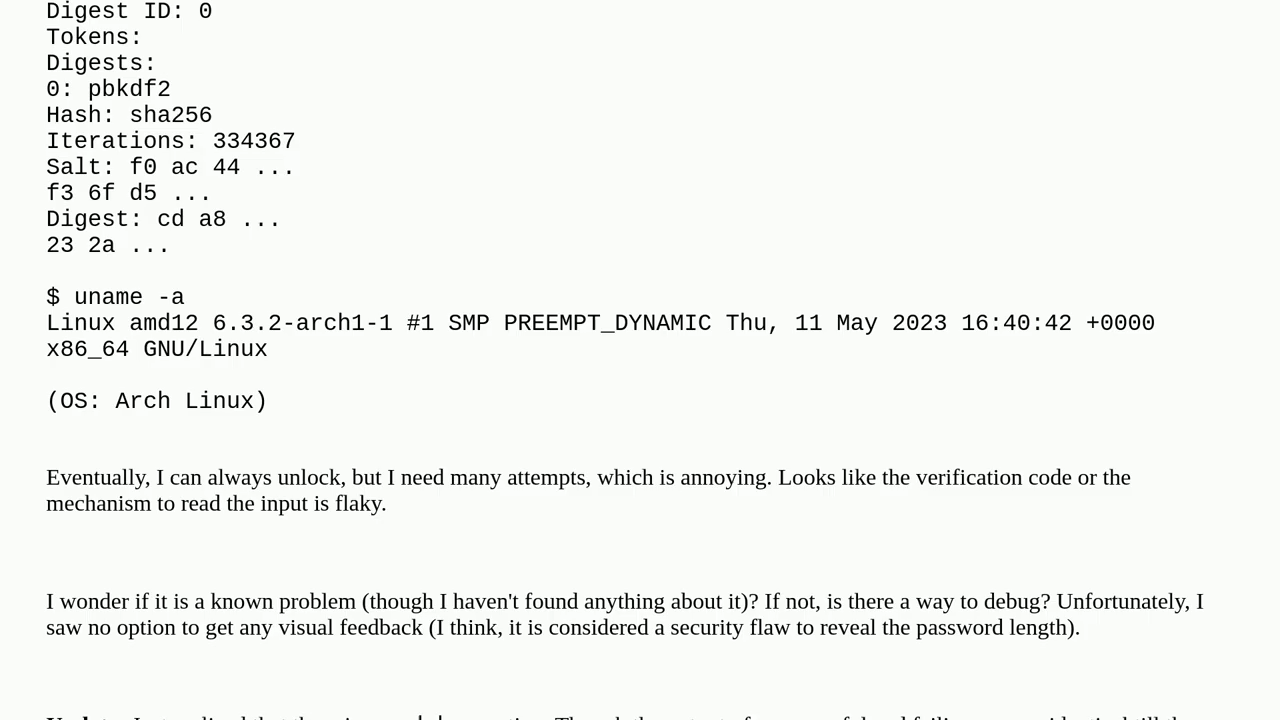 Digest ID: 0
Tokens:
Digests:
0: pbkdf2
Hash: sha256
Iterations: 334367
Salt: f0 ac 44 ...
f3 6f d5 ...
Digest: cd a8 ...
23 2a ...
$ uname -a
Linux amd12 6.3.2-arch1-1 #1 SMP PREEMPT_DYNAMIC Thu, 11 May 2023 16:40:42 +0000
x86_64 GNU/Linux
(OS: Arch Linux)
Eventually, I can always unlock, but I need many attempts, which is annoying. Looks like the verification code or the
mechanism to read the input is flaky.
I wonder if it is a known problem (though I haven't found anything about it)? If not, is there a way to debug? Unfortunately, I
saw no option to get any visual feedback (I think, it is considered a security flaw to reveal the password length).